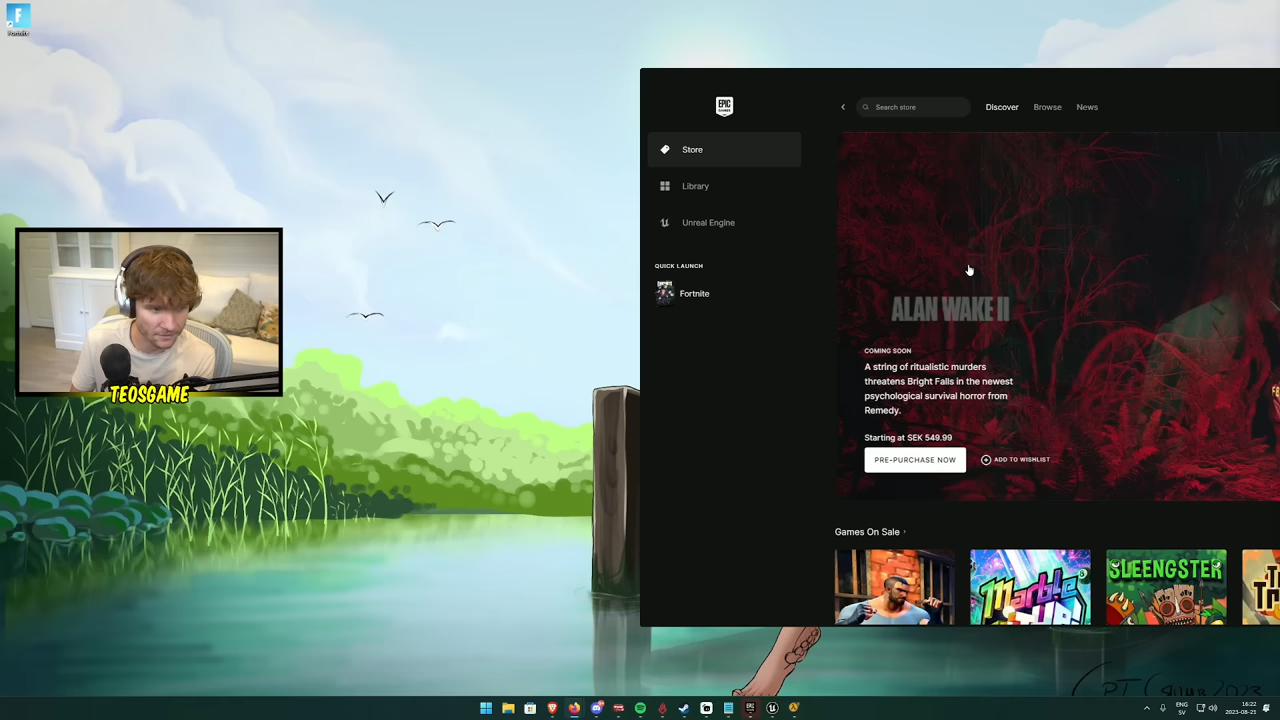 Fortnite
EPIC
GAMES
Search store
Discover
Browse
News
Store
Library
Unreal Engine
QUICK LAUNCH
Fortnite
ALAN WAKE II
COMING SOON
A string of ritualistic murders
threatens Bright Falls in the newest
psychological survival horror from
Remedy.
Starting at SEK 549.99
PRE-PURCHASE NOW
ADD TO WISHLIST
TEOSGAME
Games On Sale
Marble
SLEENGSTER
ENG
SV
16:22
2023-08-21